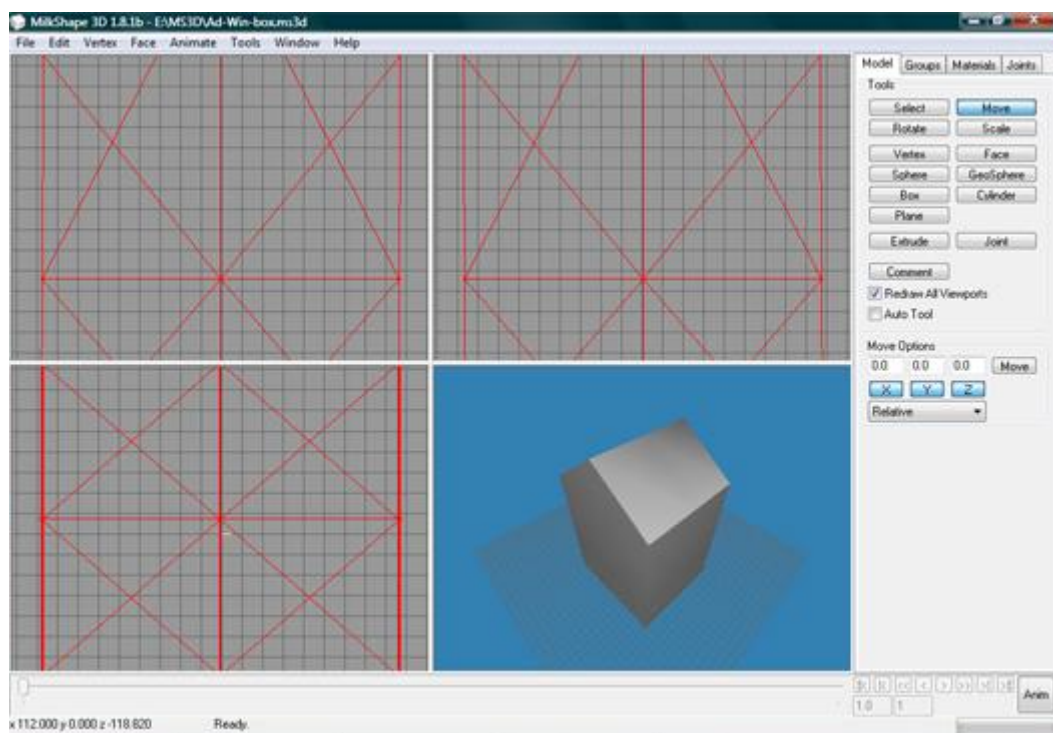 MilkShape 3D 1.8.1b - E:\MS3D\Ad-Win-box.ms3d
File Edit Vertex Face Animate Tools Window Help
Model Groups Materials Joints
Tools
Select Move
Rotate Scale
Vertex Face
Sphere GeoSphere
Box Cylinder
Plane
Extrude Joint
Comment
Redraw All Viewports
Auto Tool
Move Options
0.0 0.0 0.0 Move
X Y Z
Relative
<< < > >>
Anim
1.0 1
x 112.000 y 0.000 z -118.820 Ready.